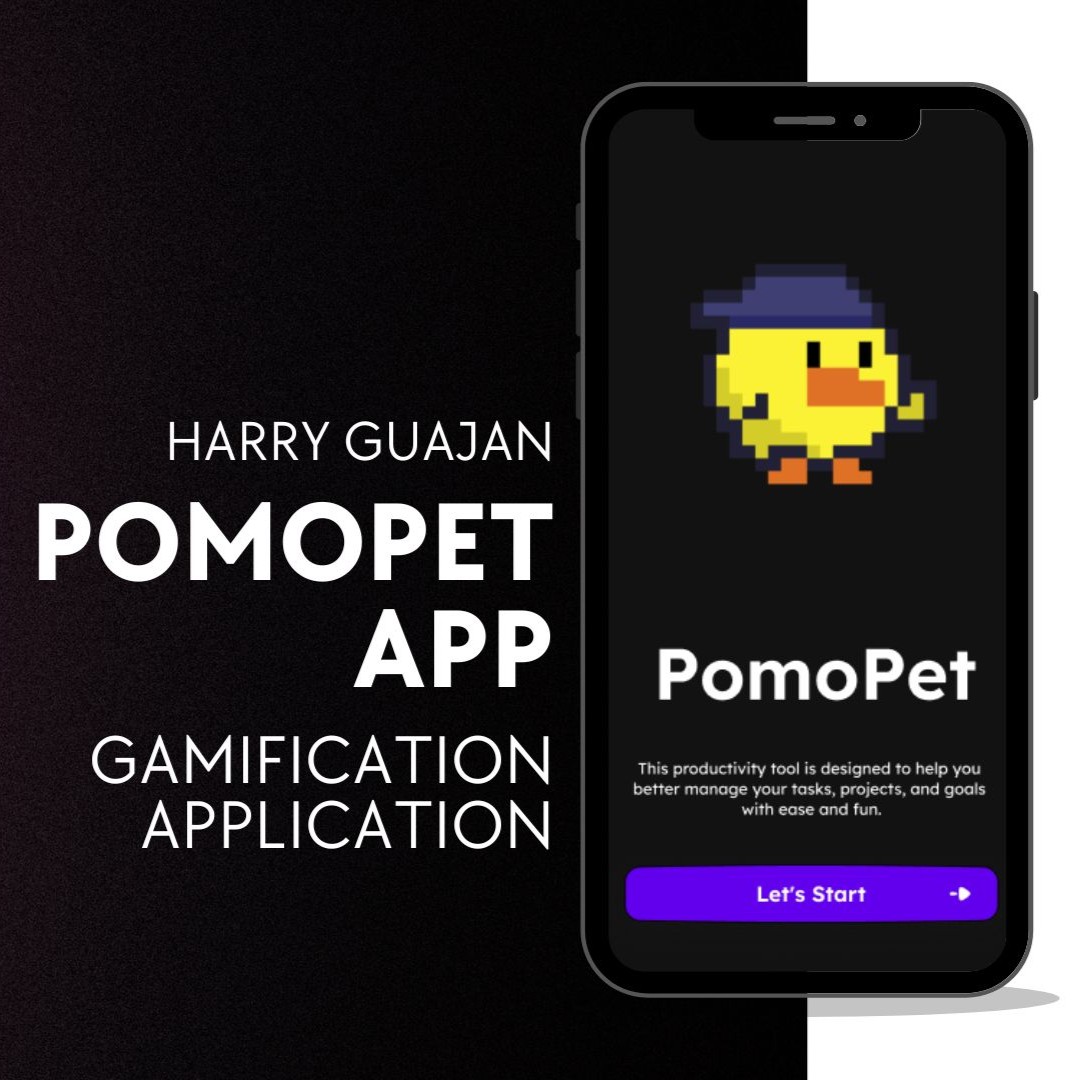 HARRY GUAJAN
POMOPET
APP
GAMIFICATION
APPLICATION
PomoPet
This productivity tool is designed to help you
better manage your tasks, projects, and goals
with ease and fun.
Let's Start